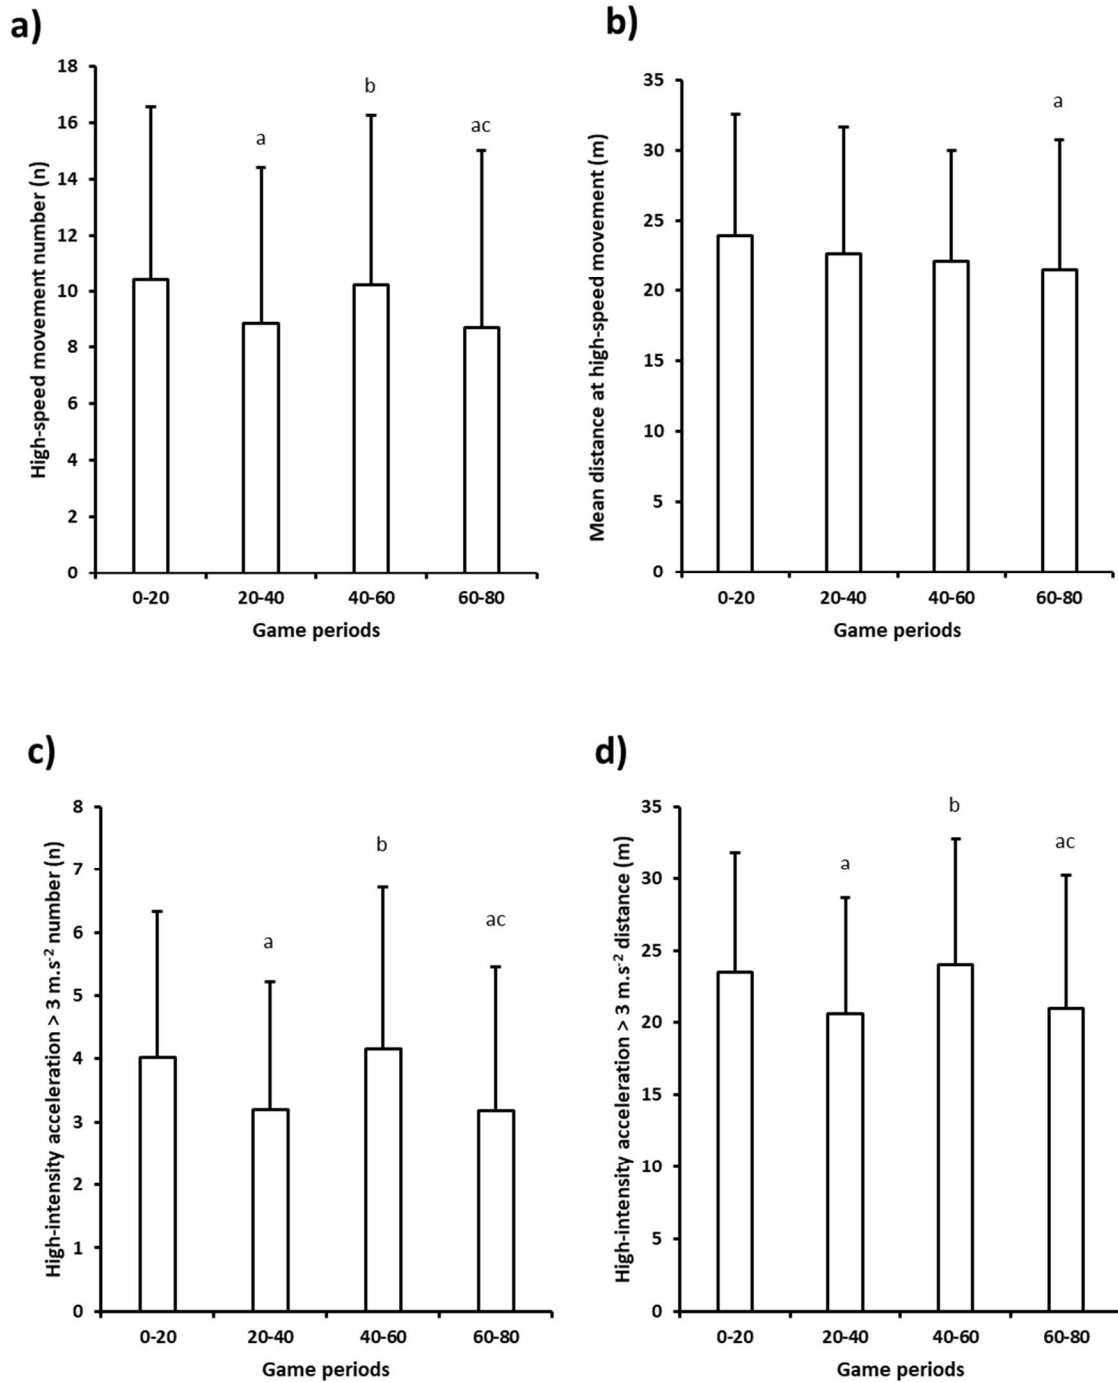 a)
High-speed movement number (n)
18
16
14
12
10
8
6
4
2
0
a
b
ac
0-20 20-40 40-60 60-80
Game periods
b)
Mean distance at high-speed movement (m)
35
30
25
20
15
10
5
0
a
0-20 20-40 40-60 60-80
Game periods
c)
High-intensity acceleration > 3 m.s⁻² number (n)
8
7
6
5
4
3
2
1
0
a
b
ac
0-20 20-40 40-60 60-80
Game periods
d)
High-intensity acceleration > 3 m.s⁻² distance (m)
35
30
25
20
15
10
5
0
a
b
ac
0-20 20-40 40-60 60-80
Game periods